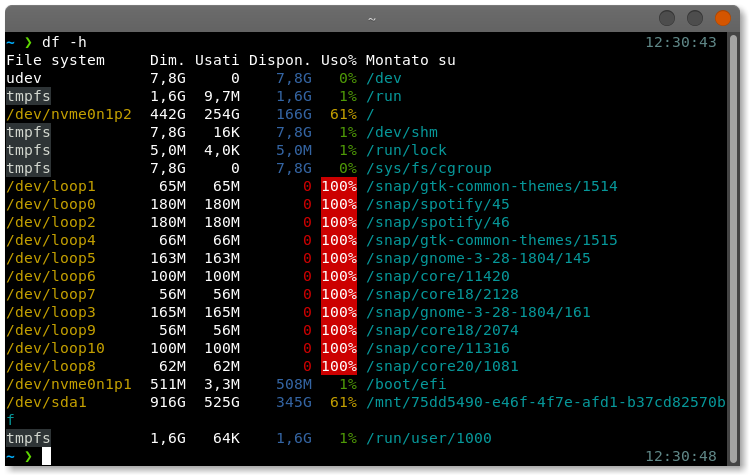 ~
~ ❯ df -h 12:30:43
File system Dim. Usati Dispon. Uso% Montato su
udev 7,8G 0 7,8G 0% /dev
tmpfs 1,6G 9,7M 1,6G 1% /run
/dev/nvme0n1p2 442G 254G 166G 61% /
tmpfs 7,8G 16K 7,8G 1% /dev/shm
tmpfs 5,0M 4,0K 5,0M 1% /run/lock
tmpfs 7,8G 0 7,8G 0% /sys/fs/cgroup
/dev/loop1 65M 65M 0 100% /snap/gtk-common-themes/1514
/dev/loop0 180M 180M 0 100% /snap/spotify/45
/dev/loop2 180M 180M 0 100% /snap/spotify/46
/dev/loop4 66M 66M 0 100% /snap/gtk-common-themes/1515
/dev/loop5 163M 163M 0 100% /snap/gnome-3-28-1804/145
/dev/loop6 100M 100M 0 100% /snap/core/11420
/dev/loop7 56M 56M 0 100% /snap/core18/2128
/dev/loop3 165M 165M 0 100% /snap/gnome-3-28-1804/161
/dev/loop9 56M 56M 0 100% /snap/core18/2074
/dev/loop10 100M 100M 0 100% /snap/core/11316
/dev/loop8 62M 62M 0 100% /snap/core20/1081
/dev/nvme0n1p1 511M 3,3M 508M 1% /boot/efi
/dev/sda1 916G 525G 345G 61% /mnt/75dd5490-e46f-4f7e-afd1-b37cd82570b
f
tmpfs 1,6G 64K 1,6G 1% /run/user/1000
~ ❯ 12:30:48